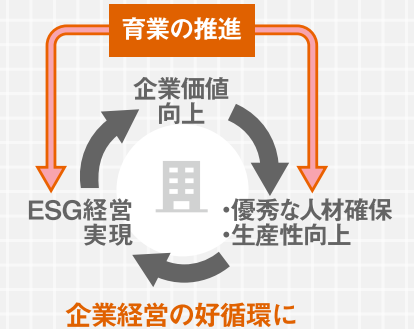 育業の推進
企業価値
向上
ESG経営
実現
・優秀な人材確保
・生産性向上
企業経営の好循環に